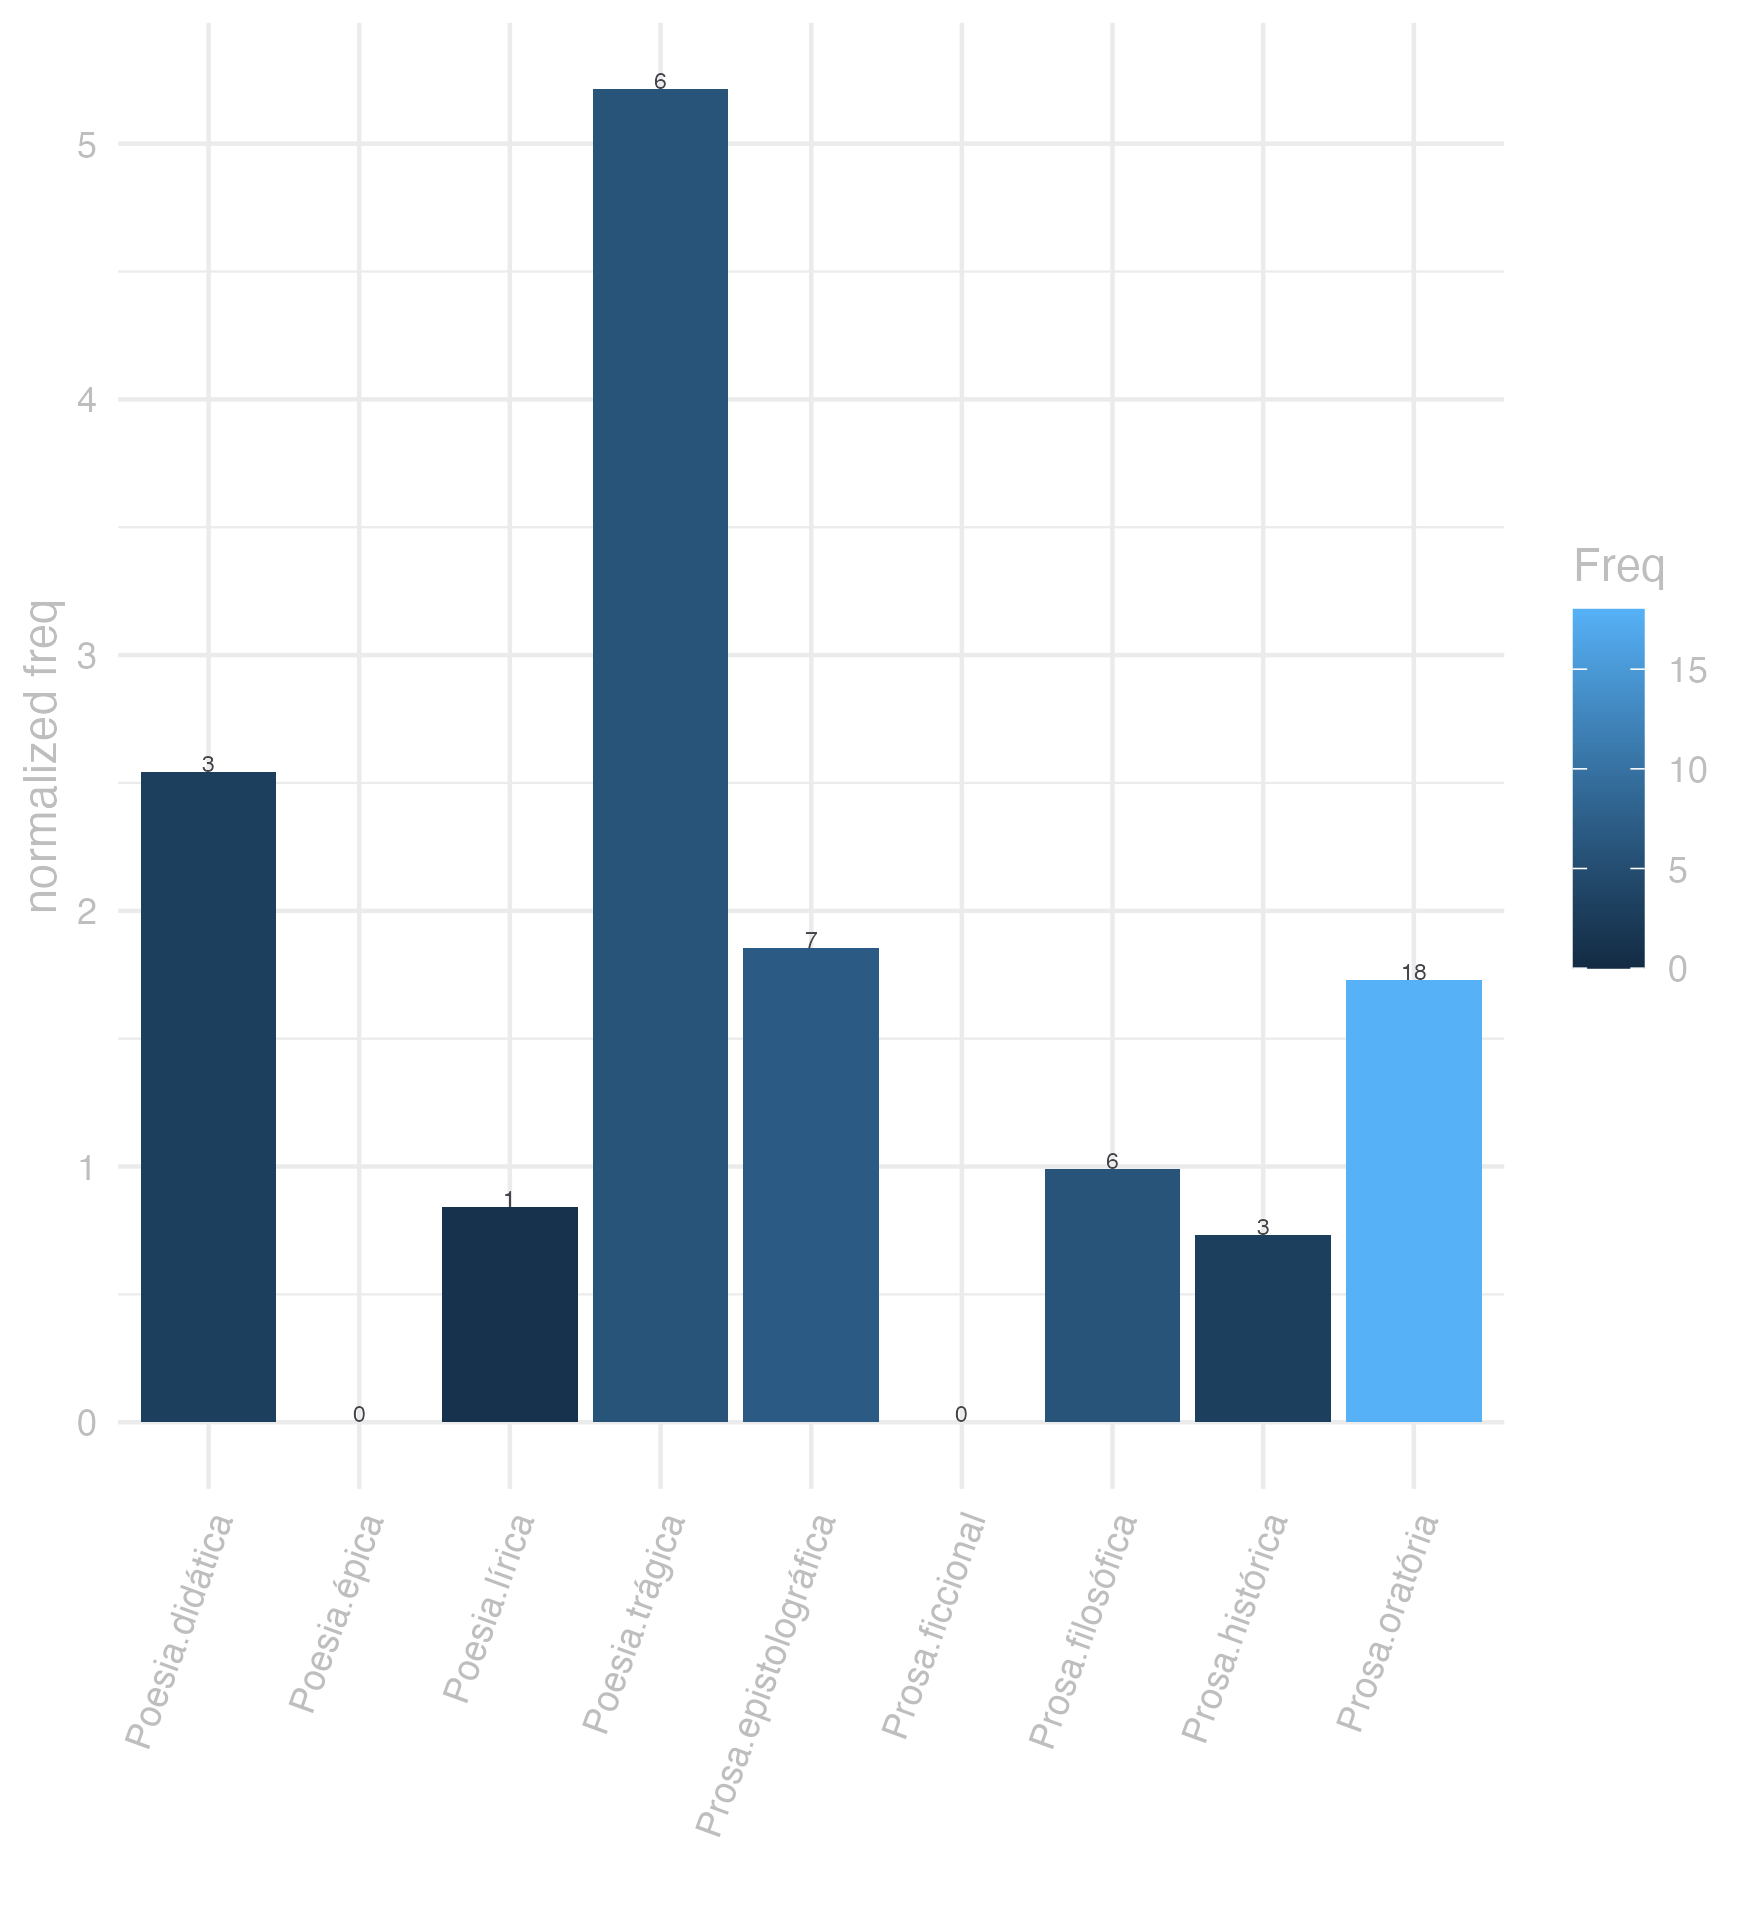 normalized freq
5
4
3
2
1
0
3
0
1
6
7
0
6
3
18
Poesia.didática
Poesia.épica
Poesia.lírica
Poesia.trágica
Prosa.epistolográfica
Prosa.ficcional
Prosa.filosófica
Prosa.histórica
Prosa.oratória
Freq
15
10
5
0